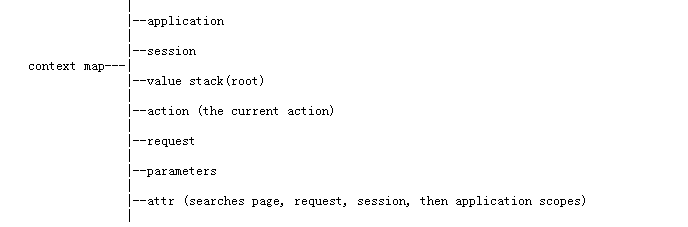 |--application
|--session
context map---|
|--value stack(root)
|--action (the current action)
|--request
|--parameters
|--attr (searches page, request, session, then application scopes)